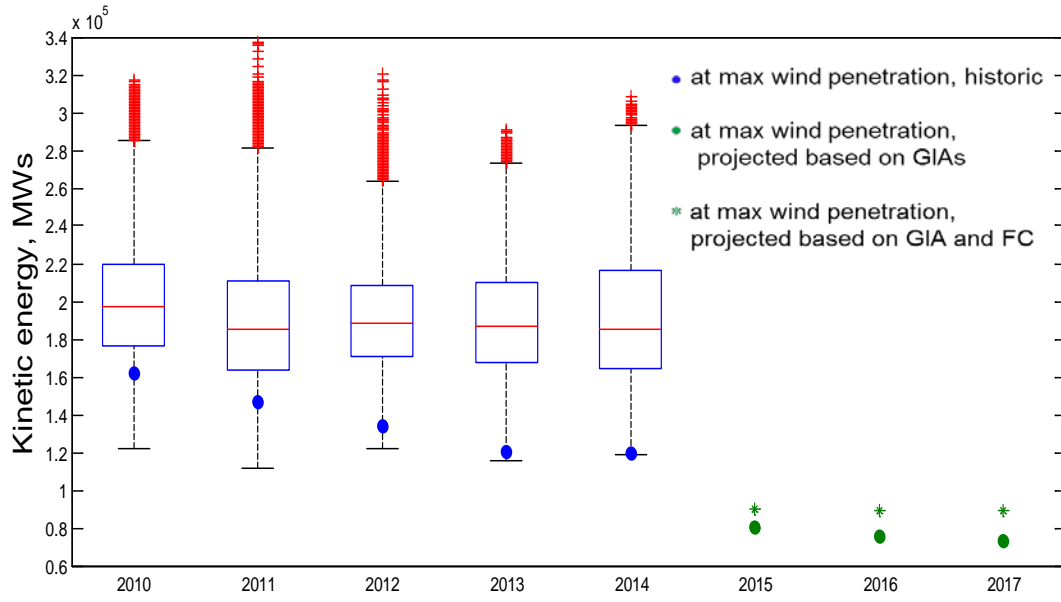 x 10⁵
3.4
3.2
3
2.8
2.6
2.4
2.2
2
1.8
1.6
1.4
1.2
1
0.8
0.6
Kinetic energy, MWs
at max wind penetration, historic
at max wind penetration,
projected based on GIAs
at max wind penetration,
projected based on GIA and FC
2010 2011 2012 2013 2014 2015 2016 2017